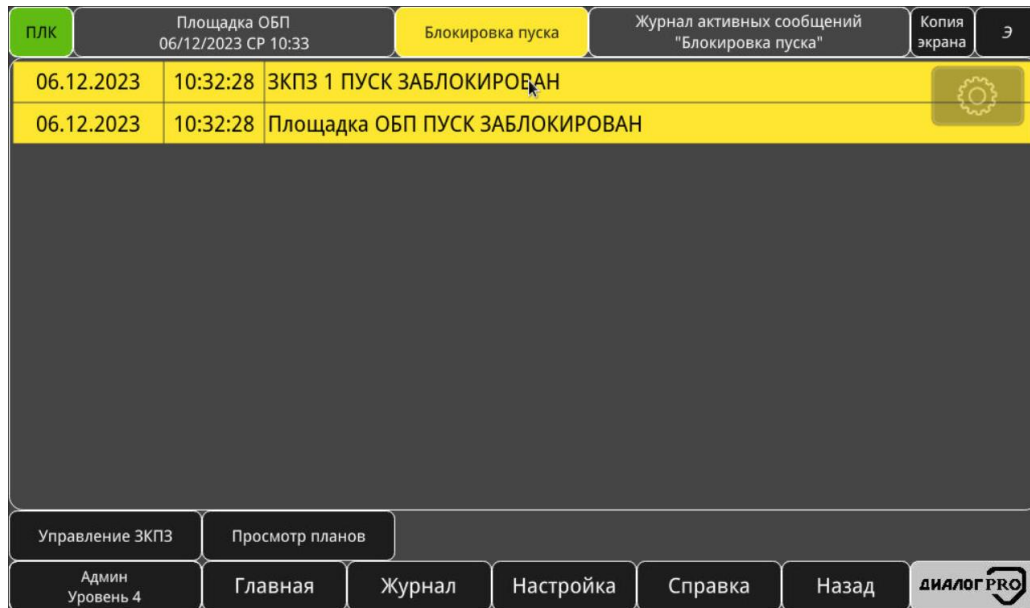 ПЛК
Площадка ОБП
06/12/2023 СР 10:33
Блокировка пуска
Журнал активных сообщений
"Блокировка пуска"
Копия
экрана
Э
06.12.2023 10:32:28 ЗКПЗ 1 ПУСК ЗАБЛОКИРОВАН
06.12.2023 10:32:28 Площадка ОБП ПУСК ЗАБЛОКИРОВАН
Управление ЗКПЗ
Просмотр планов
Админ
Уровень 4
Главная
Журнал
Настройка
Справка
Назад
ДИАЛОГ PRO